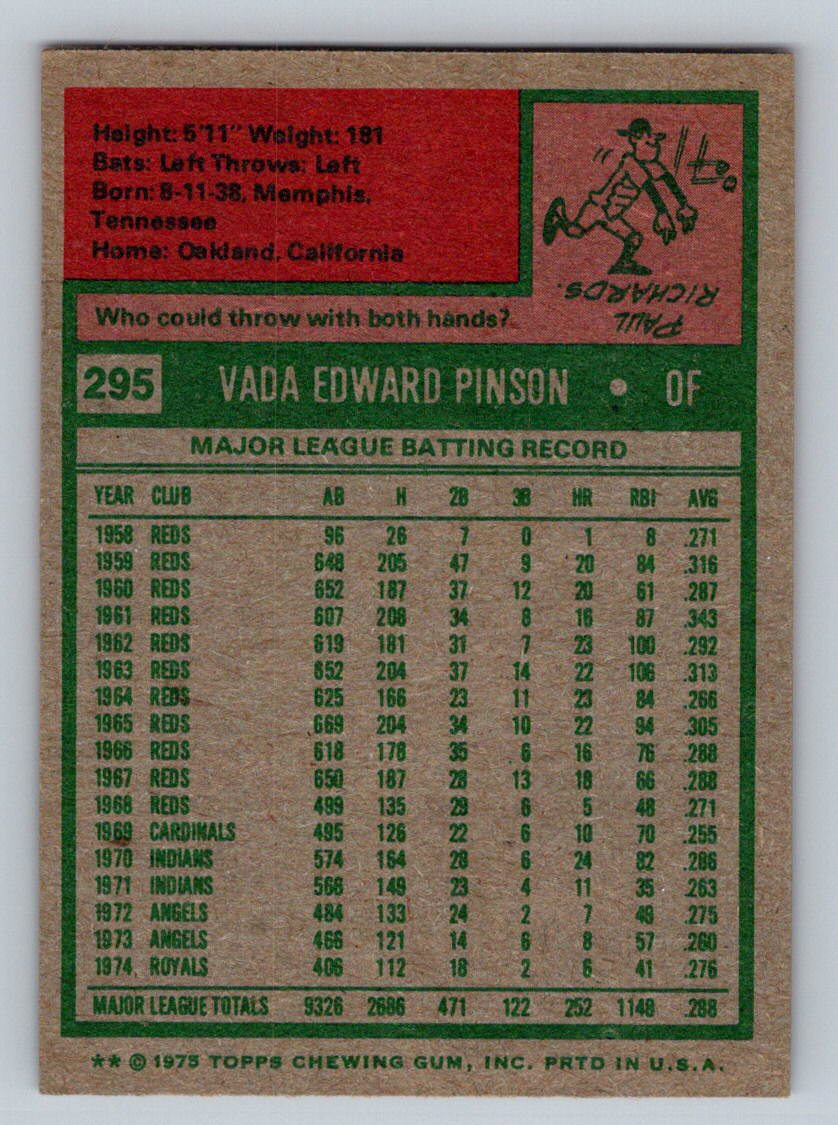 Height: 5'11" Weight: 181
Bats: Left Throws: Left
Born: 8-11-38, Memphis,
Tennessee
Home: Oakland, California
Who could throw with both hands?
PAUL
RICHARDS.
295 VADA EDWARD PINSON • OF
MAJOR LEAGUE BATTING RECORD
YEAR CLUB AB H 2B 3B HR RBI AVG
1958 REDS 96 26 7 0 1 8 .271
1959 REDS 648 205 47 9 20 84 .316
1960 REDS 652 187 37 12 20 61 .287
1961 REDS 607 208 34 8 16 87 .343
1962 REDS 619 181 31 7 23 100 .292
1963 REDS 652 204 37 14 22 106 .313
1964 REDS 625 166 23 11 23 84 .266
1965 REDS 669 204 34 10 22 94 .305
1966 REDS 618 178 35 6 16 76 .288
1967 REDS 650 187 28 13 18 66 .288
1968 REDS 499 135 29 6 5 48 .271
1969 CARDINALS 495 126 22 6 10 70 .255
1970 INDIANS 574 164 28 6 24 82 .286
1971 INDIANS 566 149 23 4 11 35 .263
1972 ANGELS 484 133 24 2 7 49 .275
1973 ANGELS 466 121 14 6 8 57 .260
1974 ROYALS 406 112 18 2 6 41 .276
MAJOR LEAGUE TOTALS 9326 2686 471 122 252 1148 .288
** © 1975 TOPPS CHEWING GUM, INC. PRTD IN U.S.A.